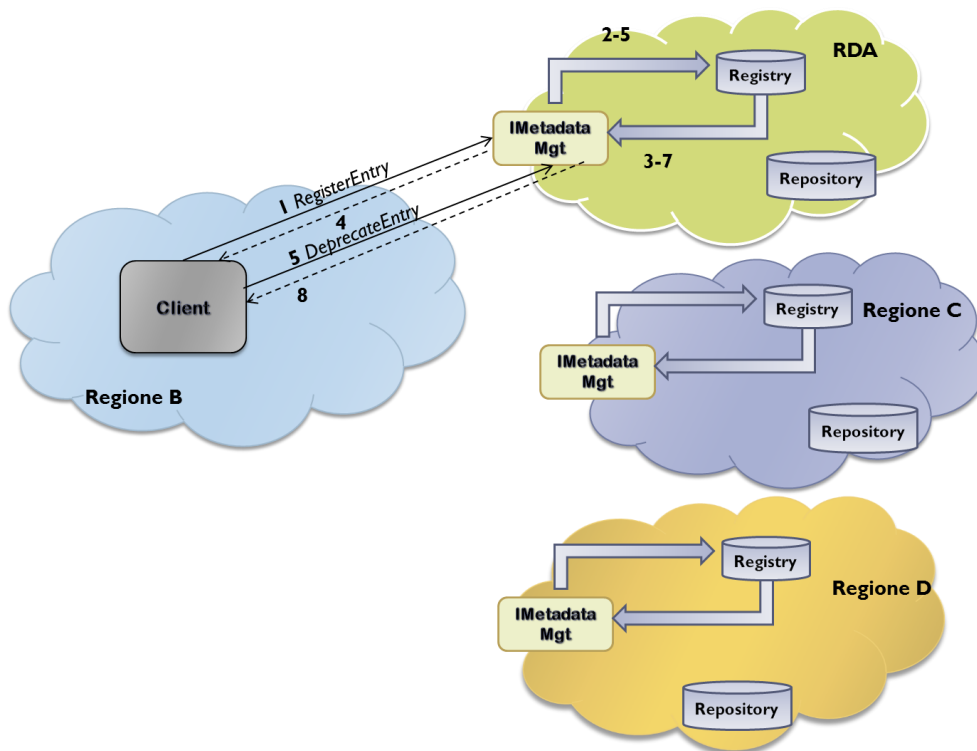 2-5
RDA
Registry
IMetadata
Mgt
3-7
Repository
1 RegisterEntry
4
5 DeprecateEntry
8
Client
Regione B
Registry
Regione C
IMetadata
Mgt
Repository
Registry
Regione D
IMetadata
Mgt
Repository